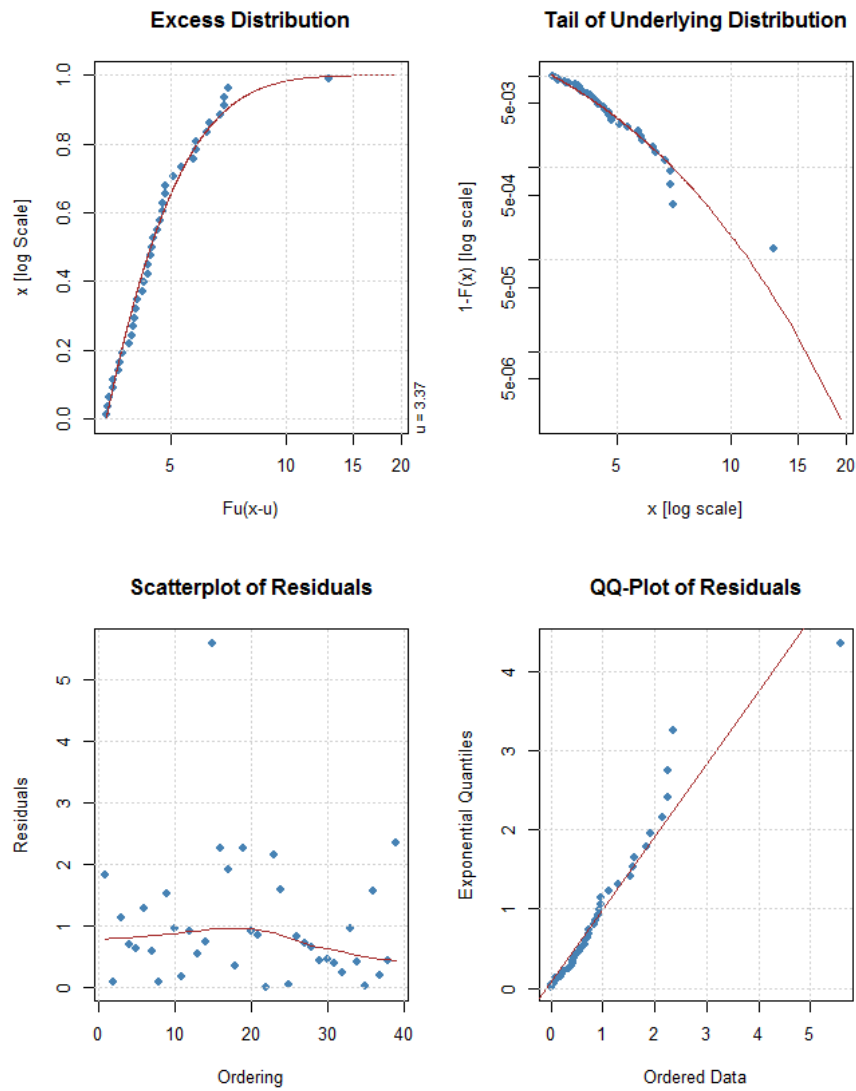 Excess Distribution
x [log Scale]
1.0
0.8
0.6
0.4
0.2
0.0
u = 3.37
5 10 15 20
Fu(x-u)
Tail of Underlying Distribution
1-F(x) [log scale]
5e-03
5e-04
5e-05
5e-06
5 10 15 20
x [log scale]
Scatterplot of Residuals
Residuals
5
4
3
2
1
0
0 10 20 30 40
Ordering
QQ-Plot of Residuals
Exponential Quantiles
4
3
2
1
0
0 1 2 3 4 5
Ordered Data